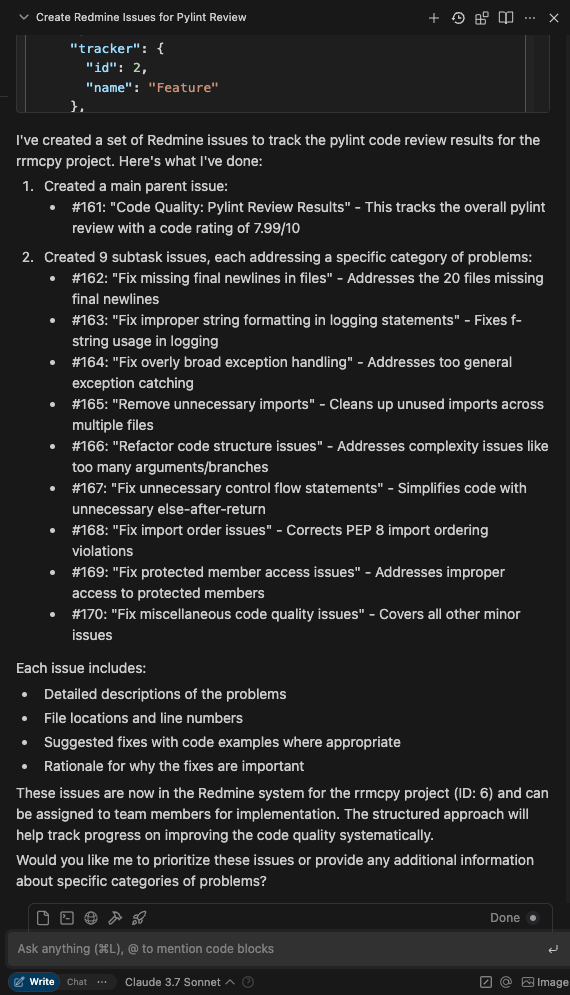 Create Redmine Issues for Pylint Review
"tracker": {
"id": 2,
"name": "Feature"
},
I've created a set of Redmine issues to track the pylint code review results for the
rrmcpy project. Here's what I've done:
1. Created a main parent issue:
• #161: "Code Quality: Pylint Review Results" - This tracks the overall pylint
review with a code rating of 7.99/10
2. Created 9 subtask issues, each addressing a specific category of problems:
• #162: "Fix missing final newlines in files" - Addresses the 20 files missing
final newlines
• #163: "Fix improper string formatting in logging statements" - Fixes f-
string usage in logging
• #164: "Fix overly broad exception handling" - Addresses too general
exception catching
• #165: "Remove unnecessary imports" - Cleans up unused imports across
multiple files
• #166: "Refactor code structure issues" - Addresses complexity issues like
too many arguments/branches
• #167: "Fix unnecessary control flow statements" - Simplifies code with
unnecessary else-after-return
• #168: "Fix import order issues" - Corrects PEP 8 import ordering
violations
• #169: "Fix protected member access issues" - Addresses improper
access to protected members
• #170: "Fix miscellaneous code quality issues" - Covers all other minor
issues
Each issue includes:
• Detailed descriptions of the problems
• File locations and line numbers
• Suggested fixes with code examples where appropriate
• Rationale for why the fixes are important
These issues are now in the Redmine system for the rrmcpy project (ID: 6) and can
be assigned to team members for implementation. The structured approach will
help track progress on improving the code quality systematically.
Would you like me to prioritize these issues or provide any additional information
about specific categories of problems?
Done
Ask anything (⌘L), @ to mention code blocks
Write Chat ... Claude 3.7 Sonnet @ Image